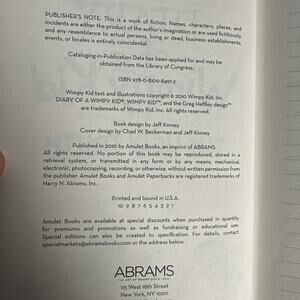 PUBLISHER'S NOTE: This is a work of fiction. Names, characters, places, and
incidents are either the product of the author's imagination or are used fictitiously,
and any resemblance to actual persons, living or dead, business establishments,
events, or locales is entirely coincidental.
Cataloging-in-Publication Data has been applied for and may be
obtained from the Library of Congress.
ISBN 978-0-8109-8491-2
Wimpy Kid text and illustrations copyright © 2010 Wimpy Kid, Inc.
DIARY OF A WIMPY KID®, WIMPY KID™, and the Greg Heffley design™
are trademarks of Wimpy Kid, Inc. All rights reserved.
Book design by Jeff Kinney
Cover design by Chad W. Beckerman and Jeff Kinney
Published in 2010 by Amulet Books, an imprint of ABRAMS.
All rights reserved. No portion of this book may be reproduced, stored in a
retrieval system, or transmitted in any form or by any means, mechanical,
electronic, photocopying, recording, or otherwise, without written permission from
the publisher. Amulet Books and Amulet Paperbacks are registered trademarks of
Harry N. Abrams, Inc.
Printed and bound in U.S.A.
10 9 8 7 6 5 4 3 2 1
Amulet Books are available at special discounts when purchased in quantity
for premiums and promotions as well as fundraising or educational use.
Special editions can also be created to specification. For details, contact
specialmarkets@abramsbooks.com or the address below.
ABRAMS
THE ART OF BOOKS SINCE 1949
115 West 18th Street
New York, NY 10011